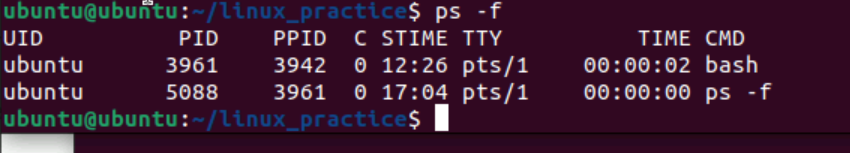 ubuntu@ubuntu:~/linux_practice$ ps -f
UID          PID    PPID  C STIME TTY          TIME CMD
ubuntu      3961    3942  0 12:26 pts/1    00:00:02 bash
ubuntu      5088    3961  0 17:04 pts/1    00:00:00 ps -f
ubuntu@ubuntu:~/linux_practice$